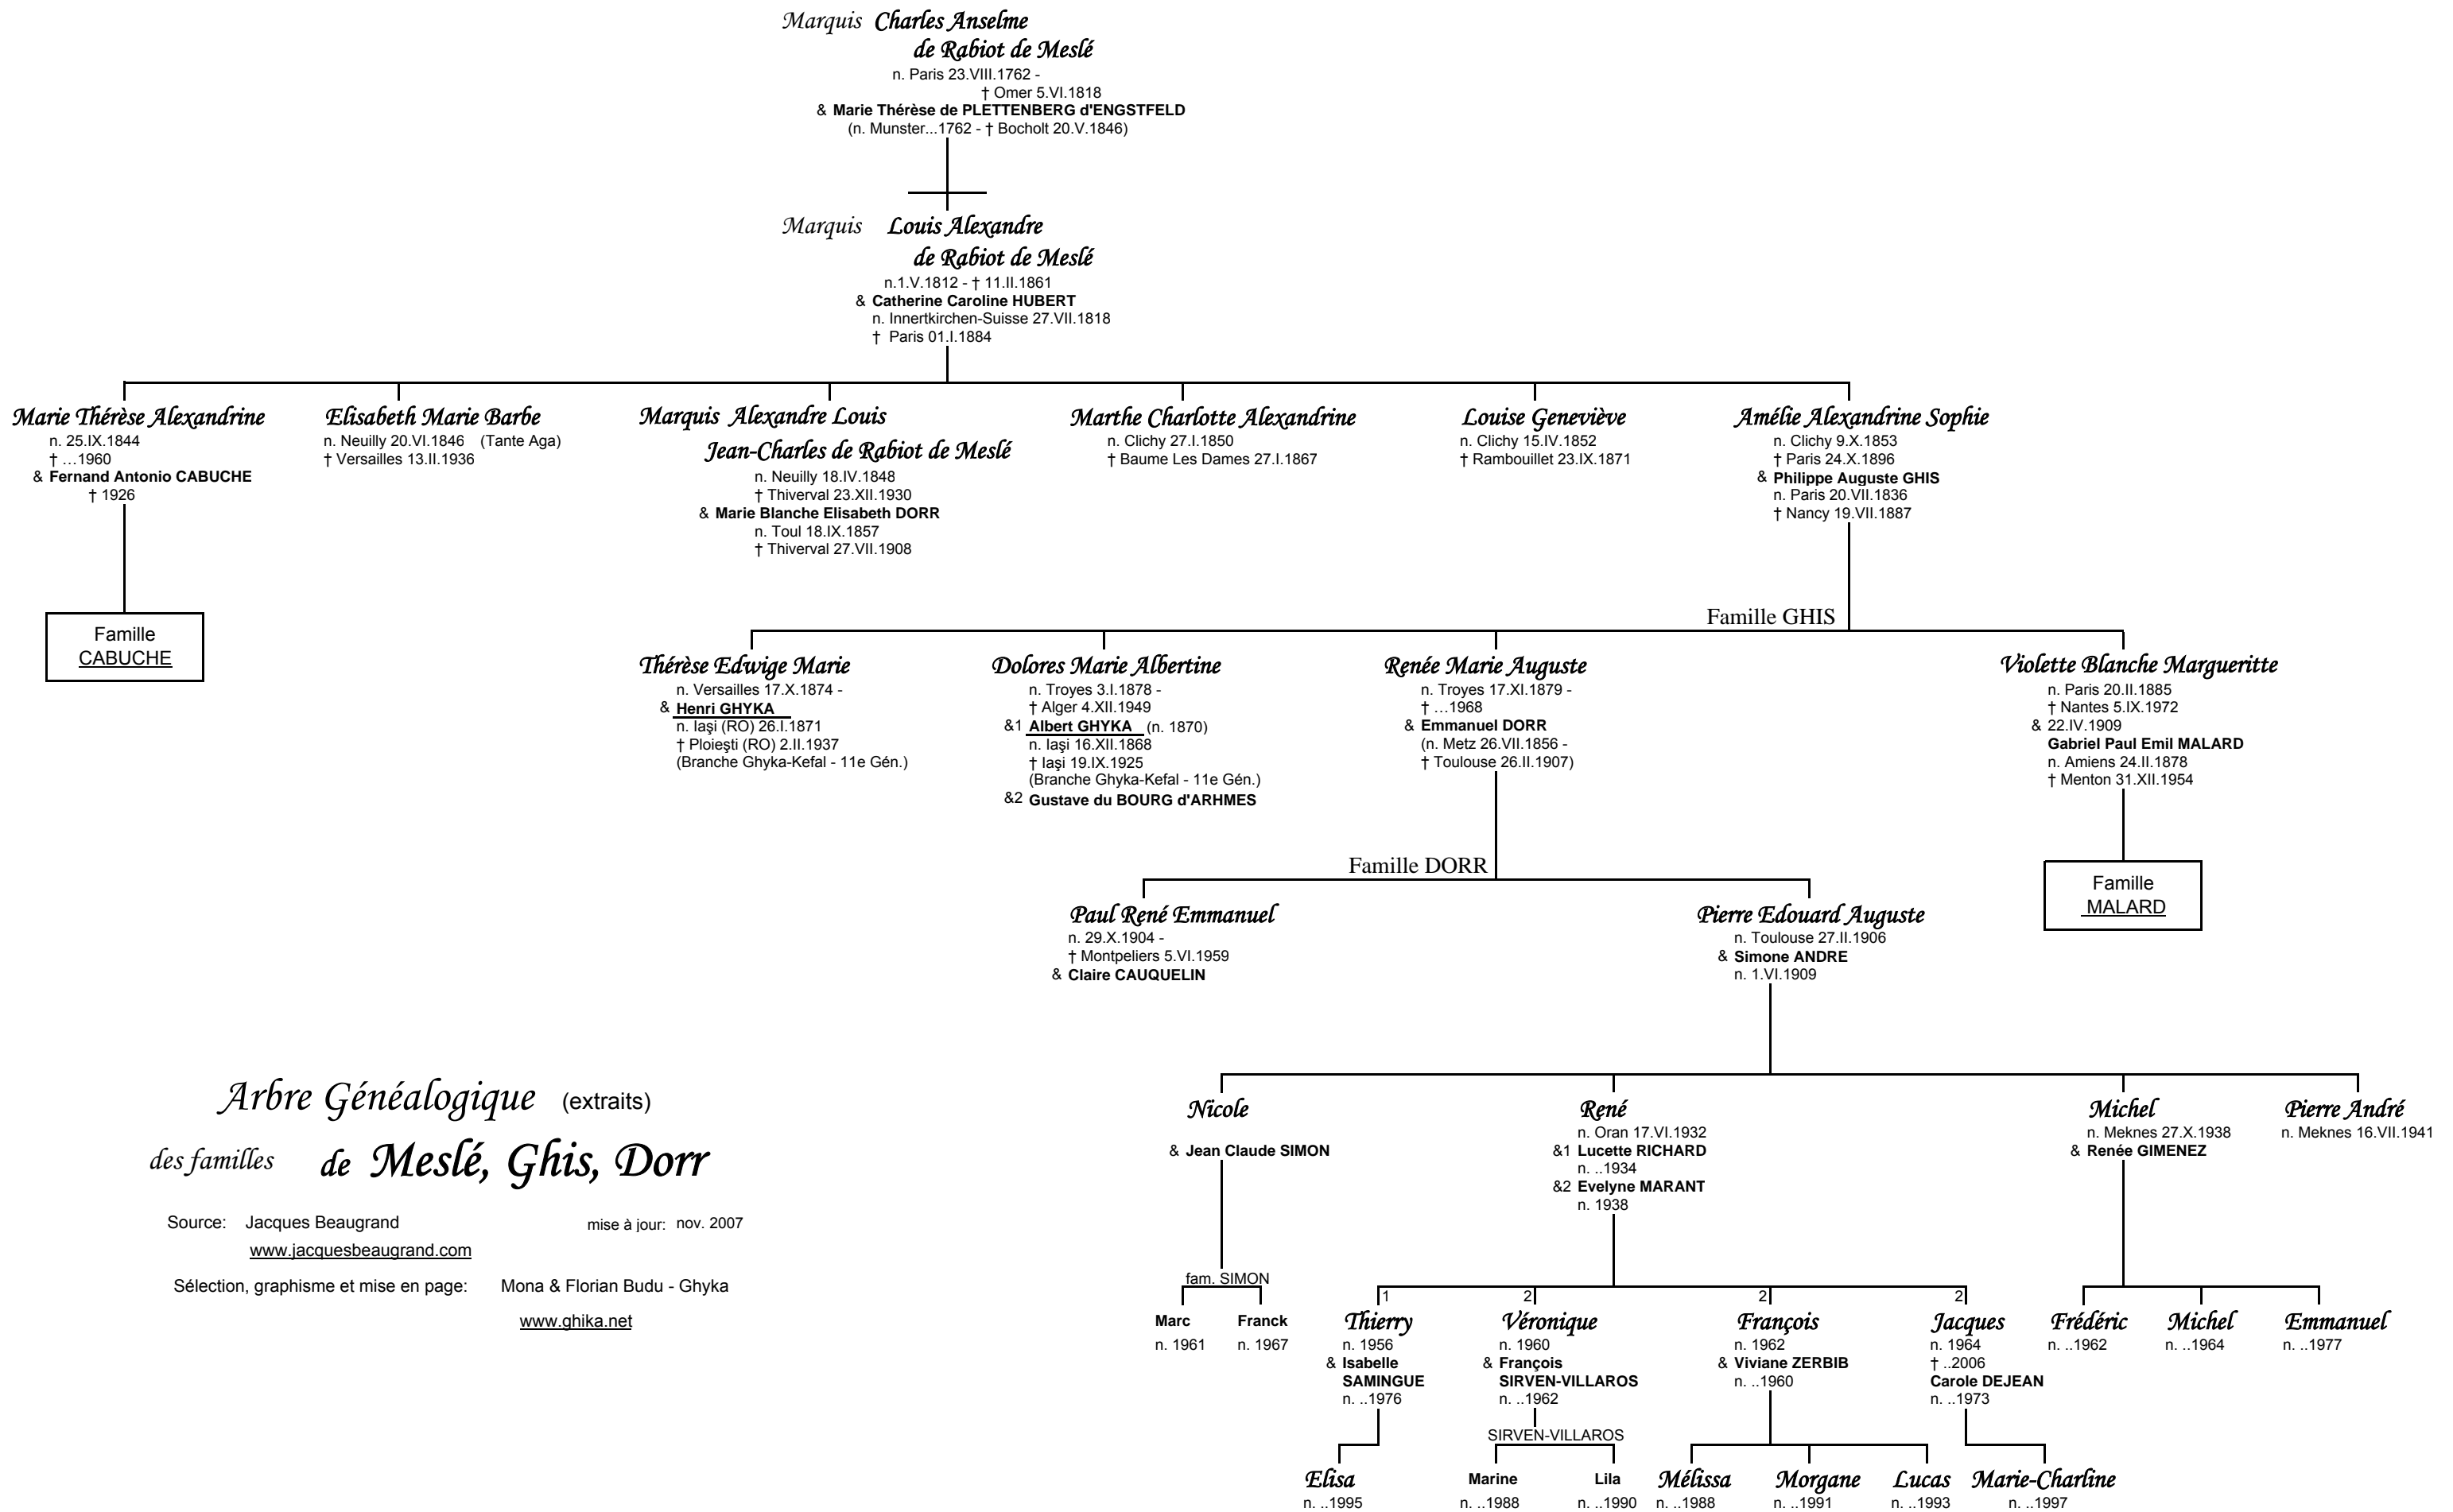 Marquis Charles Anselme
de Rabiot de Meslé
n. Paris 23.VIII.1762 -
† Omer 5.VI.1818
& Marie Thérèse de PLETTENBERG d'ENGSTFELD
(n. Munster...1762 - † Bocholt 20.V.1846)
Marquis Louis Alexandre
de Rabiot de Meslé
n.1.V.1812 - † 11.II.1861
& Catherine Caroline HUBERT
n. Innertkirchen-Suisse 27.VII.1818
† Paris 01.I.1884
Marie Thérèse Alexandrine
n. 25.IX.1844
† ...1960
& Fernand Antonio CABUCHE
† 1926
Famille
CABUCHE
Elisabeth Marie Barbe
n. Neuilly 20.VI.1846 (Tante Aga)
† Versailles 13.II.1936
Marquis Alexandre Louis
Jean-Charles de Rabiot de Meslé
n. Neuilly 18.IV.1848
† Thiverval 23.XII.1930
& Marie Blanche Elisabeth DORR
n. Toul 18.IX.1857
† Thiverval 27.VII.1908
Marthe Charlotte Alexandrine
n. Clichy 27.I.1850
† Baume Les Dames 27.I.1867
Louise Geneviève
n. Clichy 15.IV.1852
† Rambouillet 23.IX.1871
Amélie Alexandrine Sophie
n. Clichy 9.X.1853
† Paris 24.X.1896
& Philippe Auguste GHIS
n. Paris 20.VII.1836
† Nancy 19.VII.1887
Famille GHIS
Thérèse Edwige Marie
n. Versailles 17.X.1874 -
& Henri GHYKA
n. Iaşi (RO) 26.I.1871
† Ploieşti (RO) 2.II.1937
(Branche Ghyka-Kefal - 11e Gén.)
Dolores Marie Albertine
n. Troyes 3.I.1878 -
† Alger 4.XII.1949
&1 Albert GHYKA (n. 1870)
n. Iaşi 16.XII.1868
† Iaşi 19.IX.1925
(Branche Ghyka-Kefal - 11e Gén.)
&2 Gustave du BOURG d'ARHMES
Renée Marie Auguste
n. Troyes 17.XI.1879 -
† ...1968
& Emmanuel DORR
(n. Metz 26.VII.1856 -
† Toulouse 26.II.1907)
Violette Blanche Margueritte
n. Paris 20.II.1885
† Nantes 5.IX.1972
& 22.IV.1909
Gabriel Paul Emil MALARD
n. Amiens 24.II.1878
† Menton 31.XII.1954
Famille
MALARD
Famille DORR
Paul René Emmanuel
n. 29.X.1904 -
† Montpeliers 5.VI.1959
& Claire CAUQUELIN
Pierre Edouard Auguste
n. Toulouse 27.II.1906
& Simone ANDRE
n. 1.VI.1909
Nicole
& Jean Claude SIMON
René
n. Oran 17.VI.1932
&1 Lucette RICHARD
n. ..1934
&2 Evelyne MARANT
n. 1938
Michel
n. Meknes 27.X.1938
& Renée GIMENEZ
Pierre André
n. Meknes 16.VII.1941
fam. SIMON
Marc
n. 1961
Franck
n. 1967
1
Thierry
n. 1956
& Isabelle
SAMINGUE
n. ..1976
2
Véronique
n. 1960
& François
SIRVEN-VILLAROS
n. ..1962
2
François
n. 1962
& Viviane ZERBIB
n. ..1960
2
Jacques
n. 1964
† ..2006
Carole DEJEAN
n. ..1973
Frédéric
n. ..1962
Michel
n. ..1964
Emmanuel
n. ..1977
SIRVEN-VILLAROS
Elisa
n. ..1995
Marine
n. ..1988
Lila
n. ..1990
Mélissa
n. ..1988
Morgane
n. ..1991
Lucas
n. ..1993
Marie-Charline
n. ..1997
Arbre Généalogique (extraits)
des familles de Meslé, Ghis, Dorr
Source: Jacques Beaugrand mise à jour: nov. 2007
www.jacquesbeaugrand.com
Sélection, graphisme et mise en page: Mona & Florian Budu - Ghyka
www.ghika.net